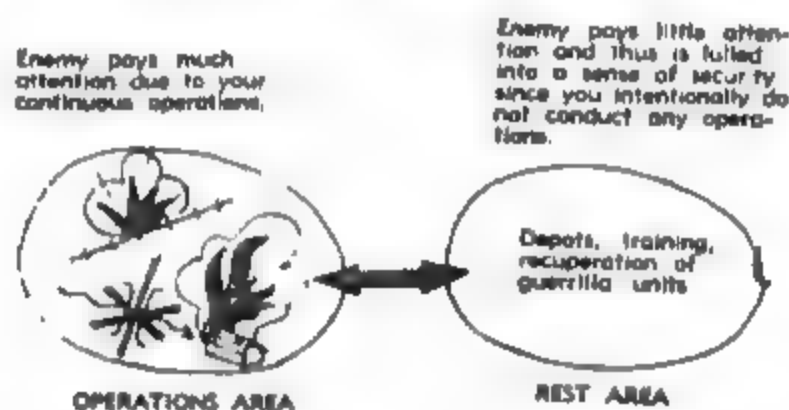 Enemy pays much
attention due to your
continuous operations.
Enemy pays little atten-
tion and thus is lulled
into a sense of security
since you intentionally do
not conduct any opera-
tions.
Depots, training,
recuperation of
guerrilla units
OPERATIONS AREA
REST AREA